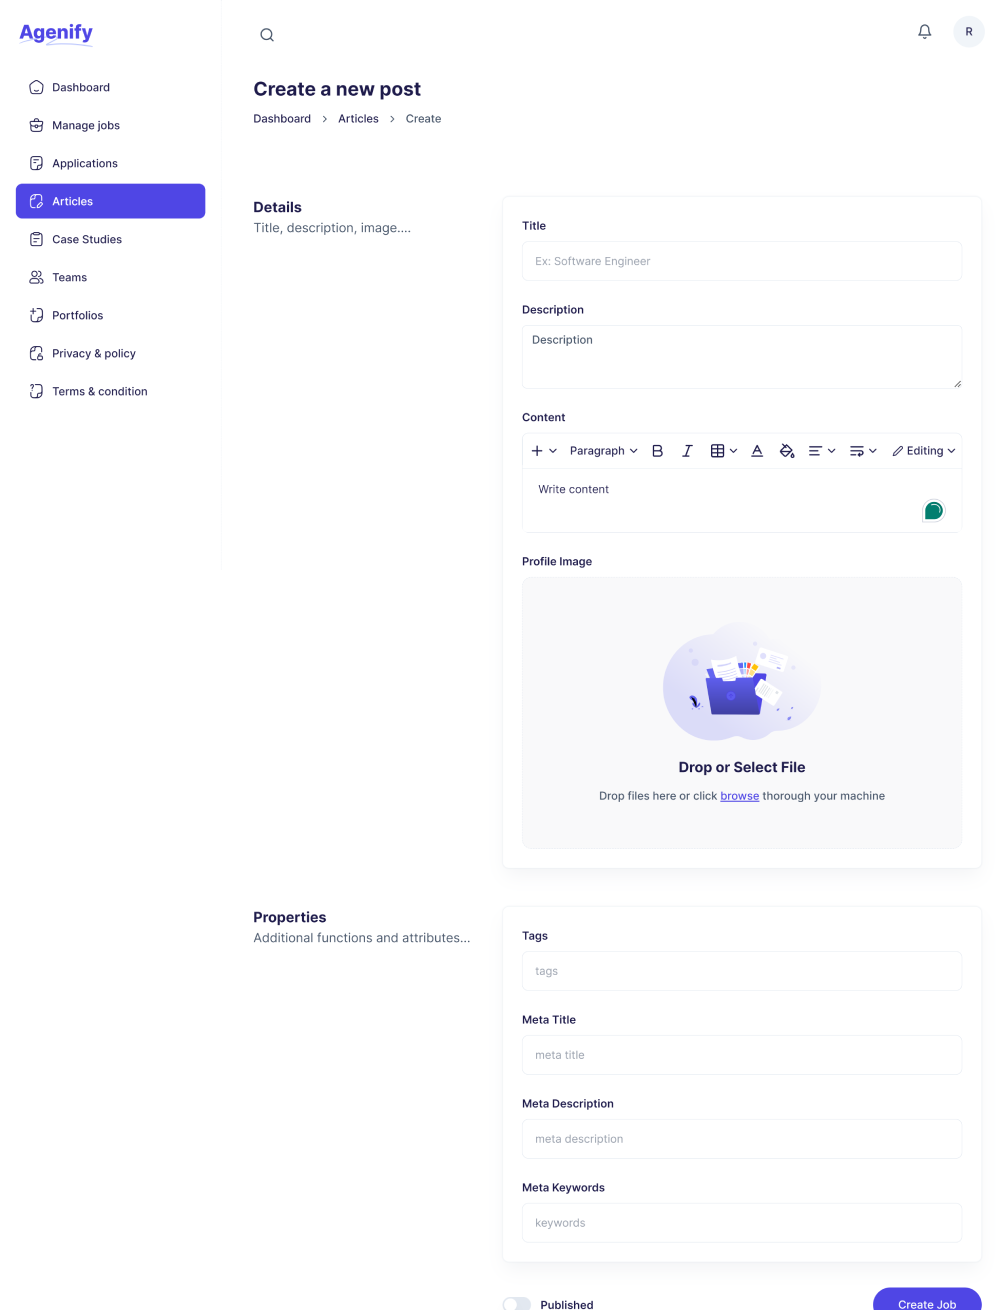 Agenify
R
Dashboard
Manage jobs
Applications
Articles
Case Studies
Teams
Portfolios
Privacy & policy
Terms & condition
Create a new post
Dashboard > Articles > Create
Details
Title, description, image....
Title
Ex: Software Engineer
Description
Description
Content
Paragraph B I A Editing
Write content
Profile Image
Drop or Select File
Drop files here or click browse thorough your machine
Properties
Additional functions and attributes...
Tags
tags
Meta Title
meta title
Meta Description
meta description
Meta Keywords
keywords
Published
Create Job